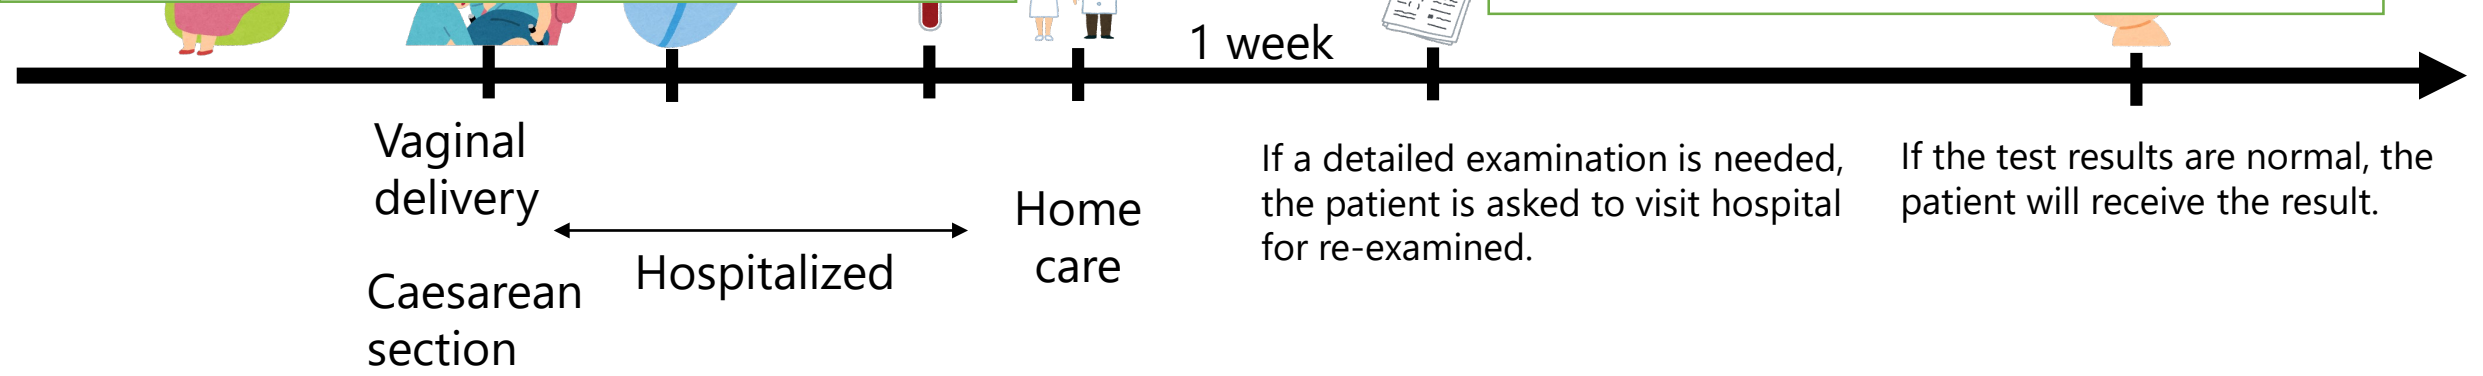 1 week
Vaginal
delivery
Caesarean
section
Hospitalized
Home
care
If a detailed examination is needed,
the patient is asked to visit hospital
for re-examined.
If the test results are normal, the
patient will receive the result.